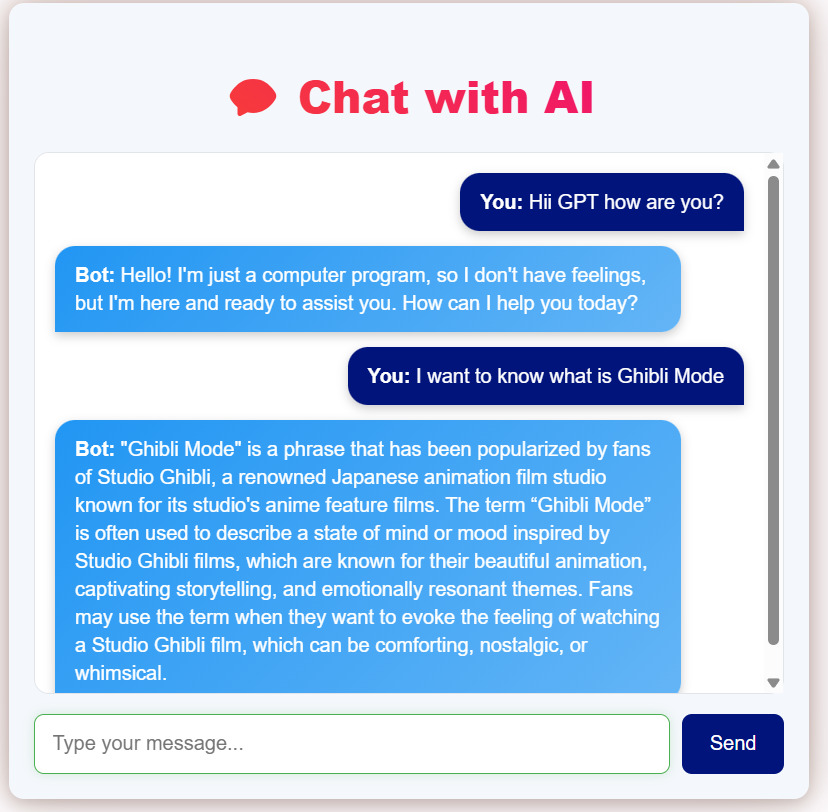 Chat with AI
You: Hii GPT how are you?
Bot: Hello! I'm just a computer program, so I don't have feelings,
but I'm here and ready to assist you. How can I help you today?
You: I want to know what is Ghibli Mode
Bot: "Ghibli Mode" is a phrase that has been popularized by fans
of Studio Ghibli, a renowned Japanese animation film studio
known for its studio's anime feature films. The term “Ghibli Mode”
is often used to describe a state of mind or mood inspired by
Studio Ghibli films, which are known for their beautiful animation,
captivating storytelling, and emotionally resonant themes. Fans
may use the term when they want to evoke the feeling of watching
a Studio Ghibli film, which can be comforting, nostalgic, or
whimsical.
Type your message...
Send